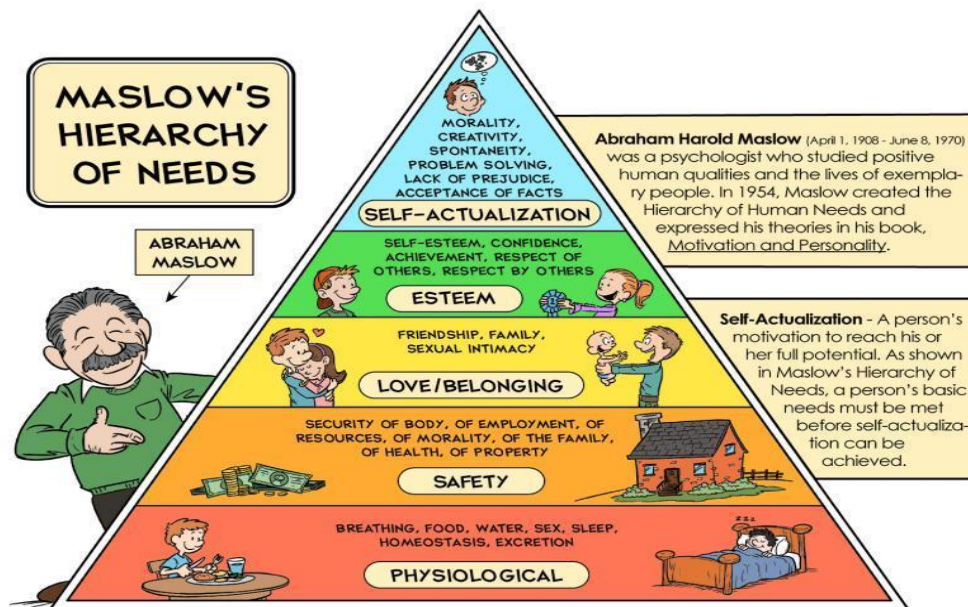 MASLOW'S
HIERARCHY
OF NEEDS
ABRAHAM
MASLOW
MORALITY,
CREATIVITY,
SPONTANEITY,
PROBLEM SOLVING,
LACK OF PREJUDICE,
ACCEPTANCE OF FACTS
SELF-ACTUALIZATION
SELF-ESTEEM, CONFIDENCE,
ACHIEVEMENT, RESPECT OF
OTHERS, RESPECT BY OTHERS
ESTEEM
FRIENDSHIP, FAMILY,
SEXUAL INTIMACY
LOVE/BELONGING
SECURITY OF BODY, OF EMPLOYMENT, OF
RESOURCES, OF MORALITY, OF THE FAMILY,
OF HEALTH, OF PROPERTY
SAFETY
BREATHING, FOOD, WATER, SEX, SLEEP,
HOMEOSTASIS, EXCRETION
zzz
PHYSIOLOGICAL
Abraham Harold Maslow (April 1, 1908 - June 8, 1970)
was a psychologist who studied positive
human qualities and the lives of exempla-
ry people. In 1954, Maslow created the
Hierarchy of Human Needs and
expressed his theories in his book,
Motivation and Personality.
Self-Actualization - A person's
motivation to reach his or
her full potential. As shown
in Maslow's Hierarchy of
Needs, a person's basic
needs must be met
before self-actualiza-
tion can be
achieved.